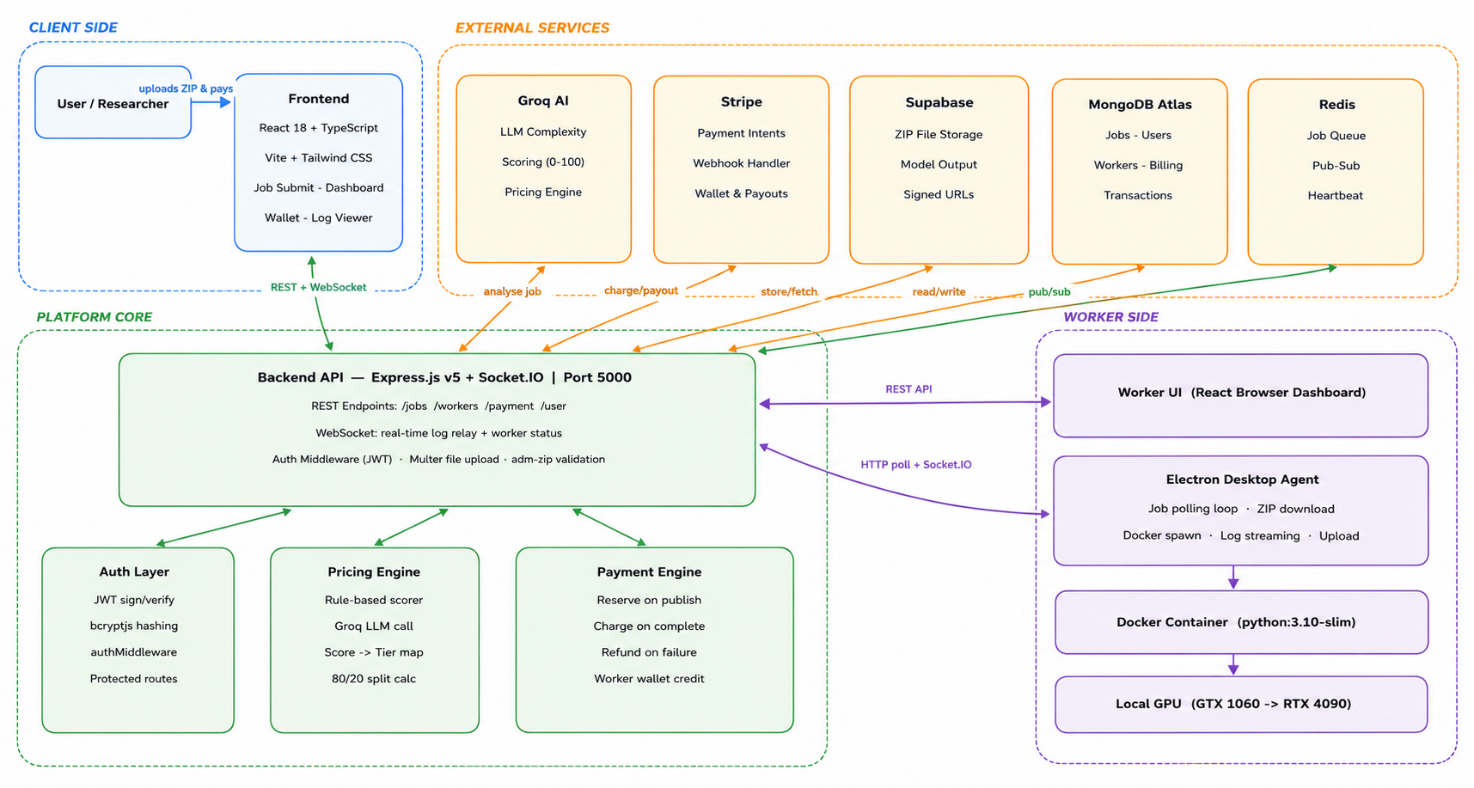 CLIENT SIDE
User / Researcher
uploads ZIP & pays
Frontend
React 18 + TypeScript
Vite + Tailwind CSS
Job Submit - Dashboard
Wallet - Log Viewer
EXTERNAL SERVICES
Groq AI
LLM Complexity
Scoring (0-100)
Pricing Engine
Stripe
Payment Intents
Webhook Handler
Wallet & Payouts
Supabase
ZIP File Storage
Model Output
Signed URLs
MongoDB Atlas
Jobs - Users
Workers - Billing
Transactions
Redis
Job Queue
Pub-Sub
Heartbeat
REST + WebSocket
analyse job
charge/payout
store/fetch
read/write
pub/sub
PLATFORM CORE
Backend API — Express.js v5 + Socket.IO | Port 5000
REST Endpoints: /jobs /workers /payment /user
WebSocket: real-time log relay + worker status
Auth Middleware (JWT) · Multer file upload · adm-zip validation
Auth Layer
JWT sign/verify
bcryptjs hashing
authMiddleware
Protected routes
Pricing Engine
Rule-based scorer
Groq LLM call
Score -> Tier map
80/20 split calc
Payment Engine
Reserve on publish
Charge on complete
Refund on failure
Worker wallet credit
REST API
HTTP poll + Socket.IO
WORKER SIDE
Worker UI (React Browser Dashboard)
Electron Desktop Agent
Job polling loop · ZIP download
Docker spawn · Log streaming · Upload
Docker Container (python:3.10-slim)
Local GPU (GTX 1060 -> RTX 4090)